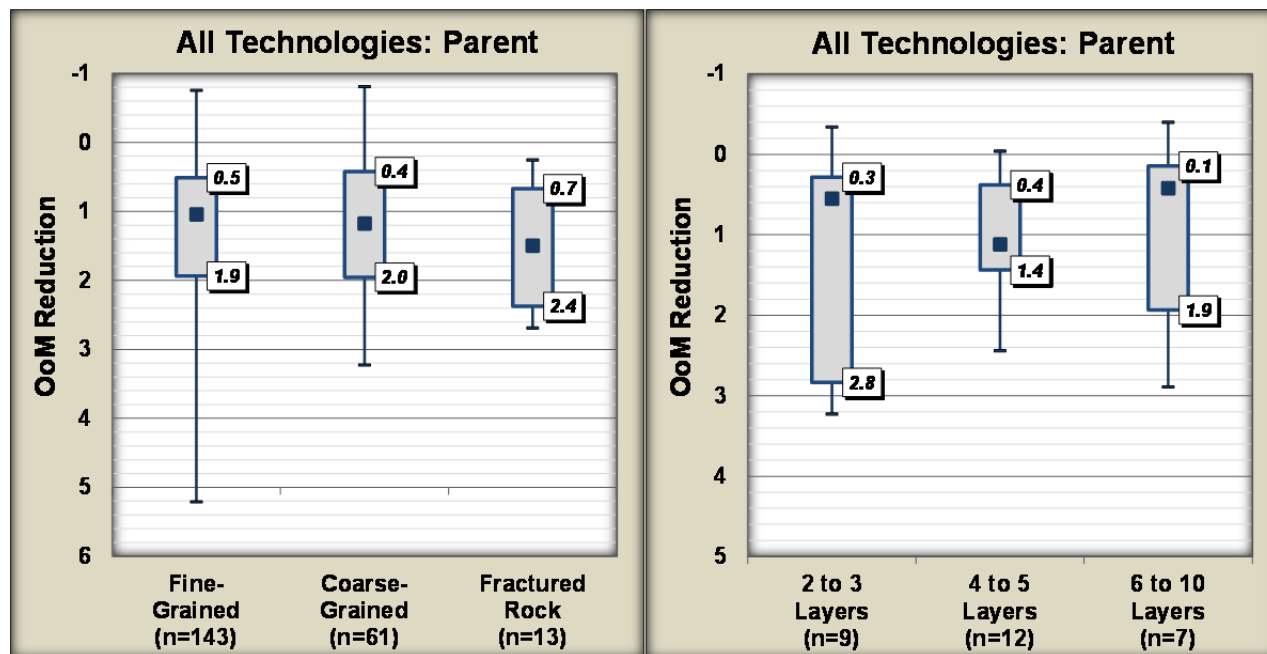 All Technologies: Parent
OoM Reduction
-1
0
1
2
3
4
5
6
0.5
1.9
0.4
2.0
0.7
2.4
Fine-
Grained
(n=143)
Coarse-
Grained
(n=61)
Fractured
Rock
(n=13)
All Technologies: Parent
OoM Reduction
-1
0
1
2
3
4
5
0.3
2.8
0.4
1.4
0.1
1.9
2 to 3
Layers
(n=9)
4 to 5
Layers
(n=12)
6 to 10
Layers
(n=7)